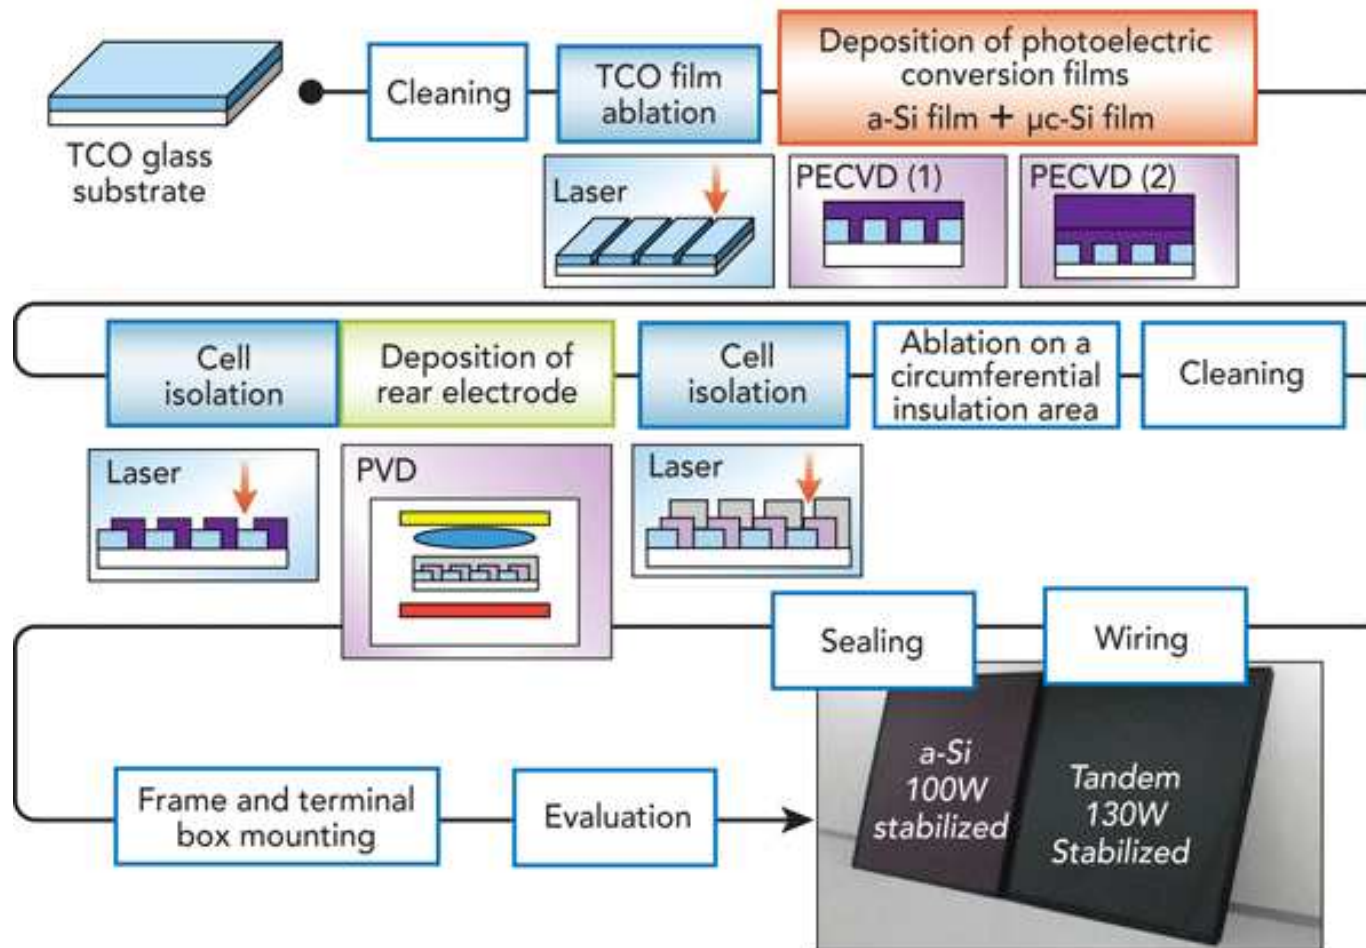 TCO glass
substrate
Cleaning
TCO film
ablation
Deposition of photoelectric
conversion films
a-Si film + µc-Si film
Laser
PECVD (1)
PECVD (2)
Cell
isolation
Deposition of
rear electrode
Cell
isolation
Ablation on a
circumferential
insulation area
Cleaning
Laser
PVD
Laser
Sealing
Wiring
Frame and terminal
box mounting
Evaluation
a-Si
100W
stabilized
Tandem
130W
Stabilized